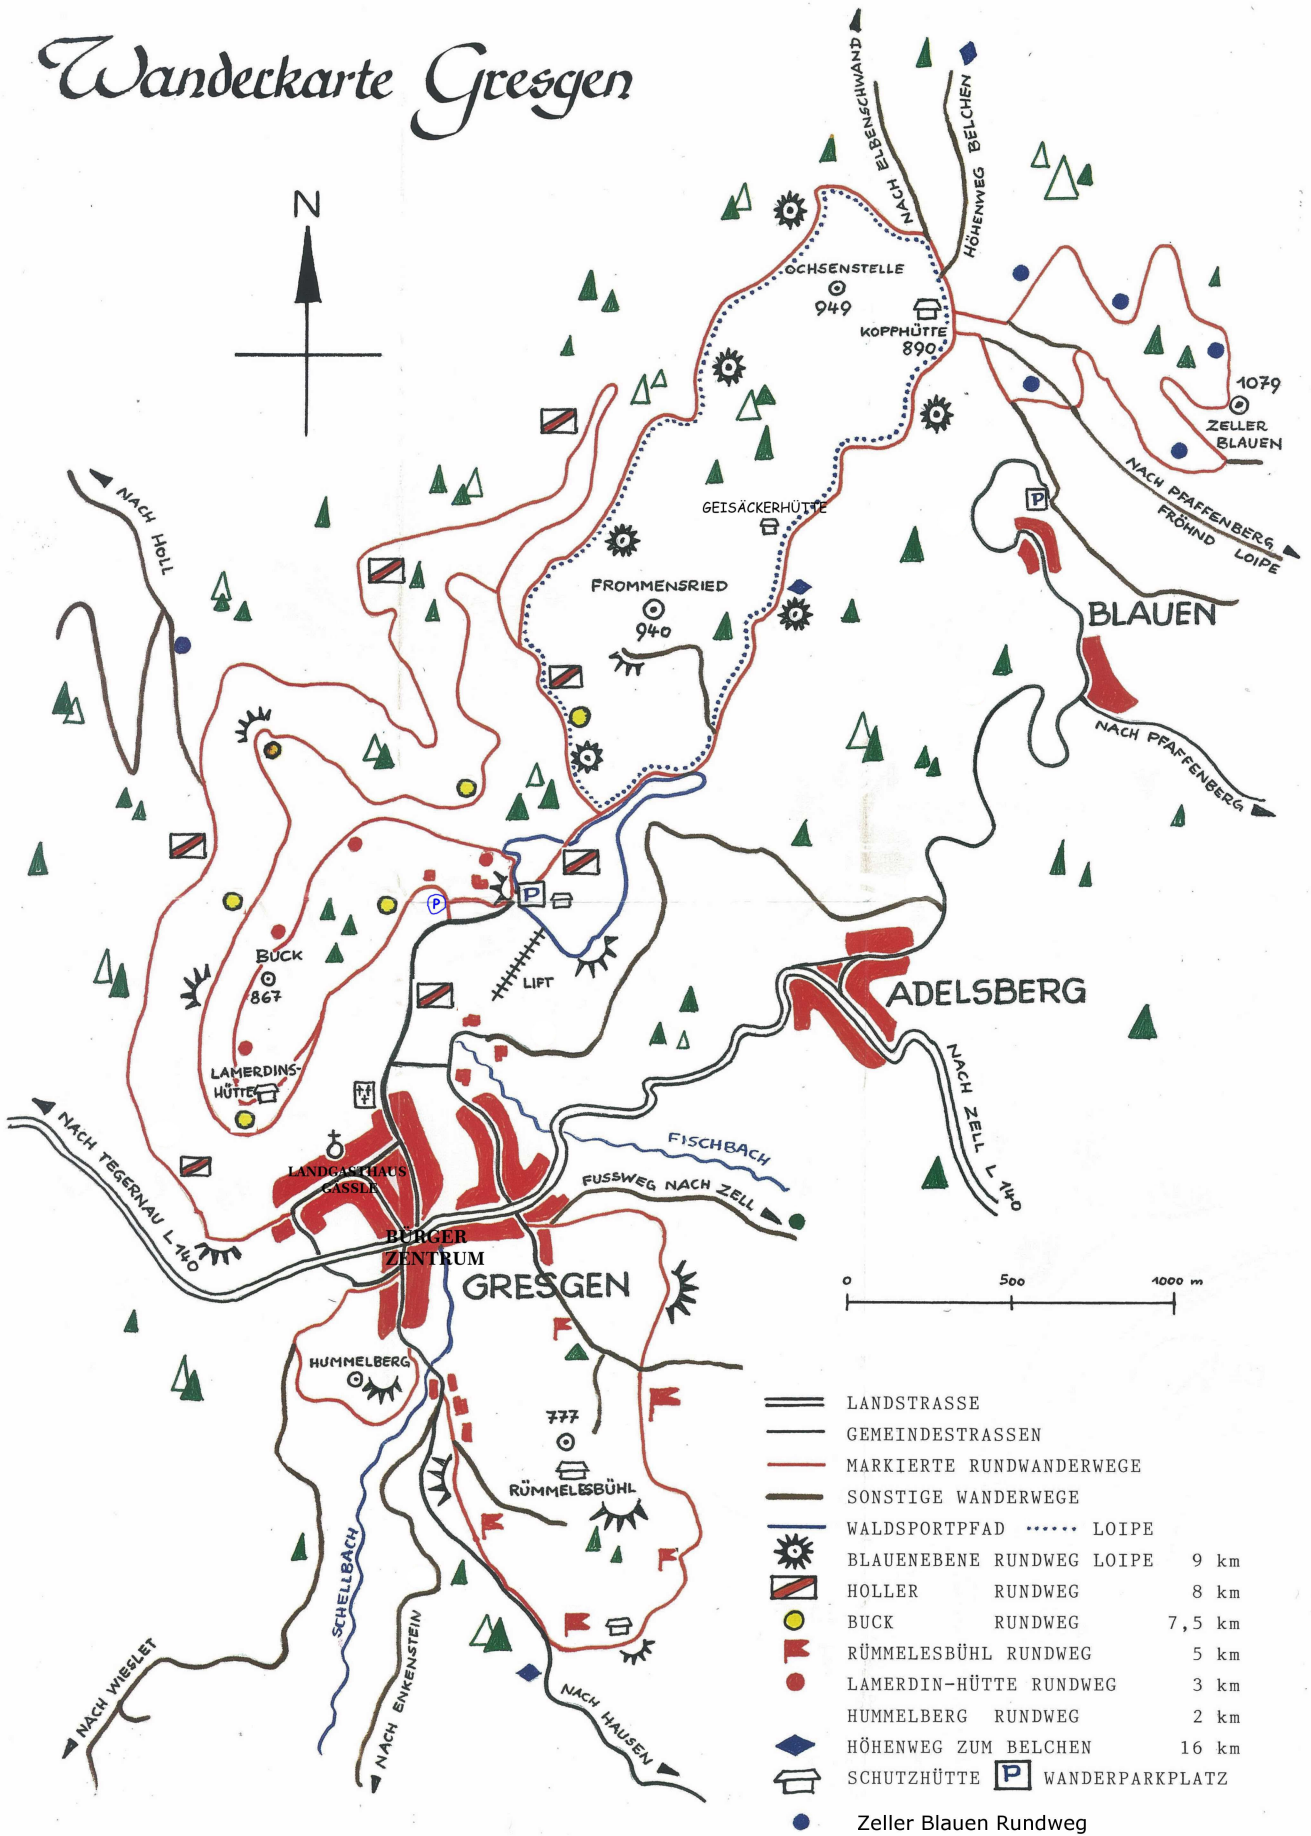 Wanderkarte Gresgen
N
NACH ELBENSCHWAND
HÖHENWEG BELCHEN
OCHSENSTELLE
949
KOPPHÜTTE
890
1079
ZELLER
BLAUEN
NACH PFAFFENBERG
FRÖHND LOIPE
NACH HOLL
GEISÄCKERHÜTTE
P
FROMMENSRIED
940
BLAUEN
NACH PFAFFENBERG
P
P
BUCK
867
LIFT
ADELSBERG
LAMERDINS-
HÜTTE
NACH ZELL L 140
NACH TEGERNAU L 140
FISCHBACH
LANDGASTHAUS
GÄSSLE
FUSSWEG NACH ZELL
BÜRGER
ZENTRUM
GRESGEN
0 500 1000 m
HUMMELBERG
777
RÜMMELESBÜHL
SCHELLBACH
NACH WIESLET
NACH ENKENSTEIN
NACH HAUSEN
LANDSTRASSE
GEMEINDESTRASSEN
MARKIERTE RUNDWANDERWEGE
SONSTIGE WANDERWEGE
WALDSPORTPFAD LOIPE
BLAUENEBENE RUNDWEG LOIPE 9 km
HOLLER RUNDWEG 8 km
BUCK RUNDWEG 7,5 km
RÜMMELESBÜHL RUNDWEG 5 km
LAMERDIN-HÜTTE RUNDWEG 3 km
HUMMELBERG RUNDWEG 2 km
HÖHENWEG ZUM BELCHEN 16 km
SCHUTZHÜTTE P WANDERPARKPLATZ
Zeller Blauen Rundweg